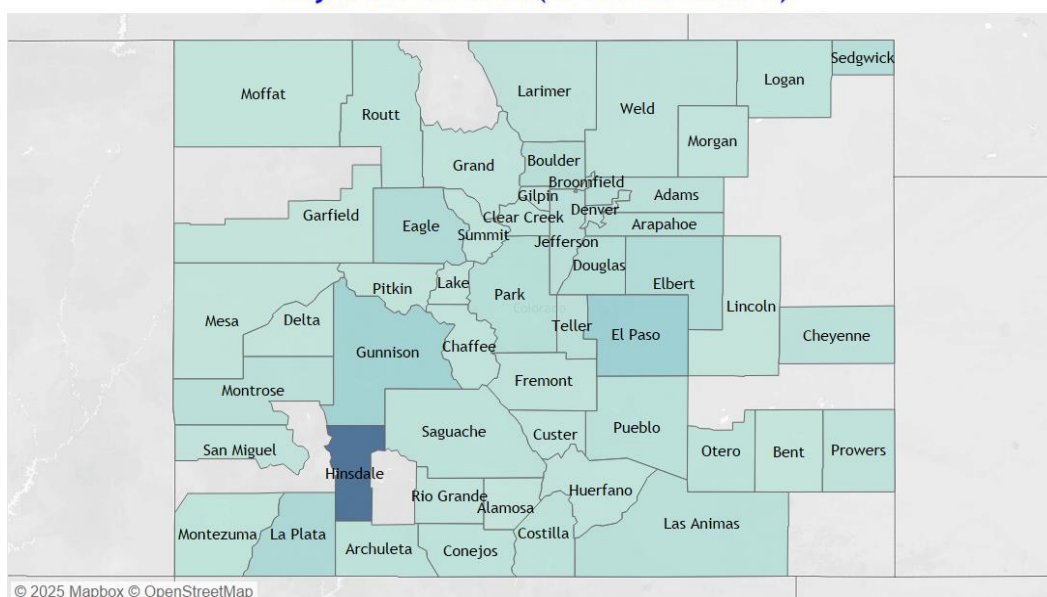 Sedgwick
Logan
Larimer
Moffat
Weld
Routt
Morgan
Boulder
Grand
Broomfield
Gilpin
Adams
Garfield
Clear Creek
Denver
Eagle
Arapahoe
Summit
Jefferson
Douglas
Lake
Elbert
Pitkin
Park
Lincoln
Mesa
Delta
Teller
El Paso
Cheyenne
Chaffee
Gunnison
Fremont
Montrose
Pueblo
Saguache
Custer
San Miguel
Otero
Bent
Prowers
Hinsdale
Huerfano
Rio Grande
Alamosa
Las Animas
Montezuma
La Plata
Costilla
Archuleta
Conejos
Colorado
© 2025 Mapbox © OpenStreetMap